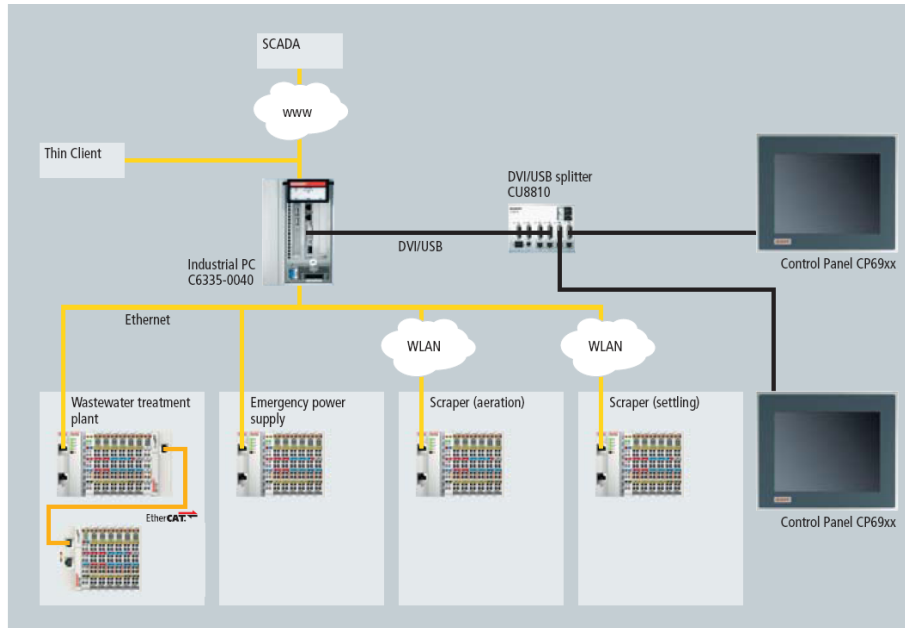 SCADA
www
Thin Client
DVI/USB splitter
CU8810
DVI/USB
Industrial PC
C6335-0040
Control Panel CP69xx
Ethernet
WLAN
WLAN
Wastewater treatment
plant
Emergency power
supply
Scraper (aeration)
Scraper (settling)
EtherCAT.
Control Panel CP69xx